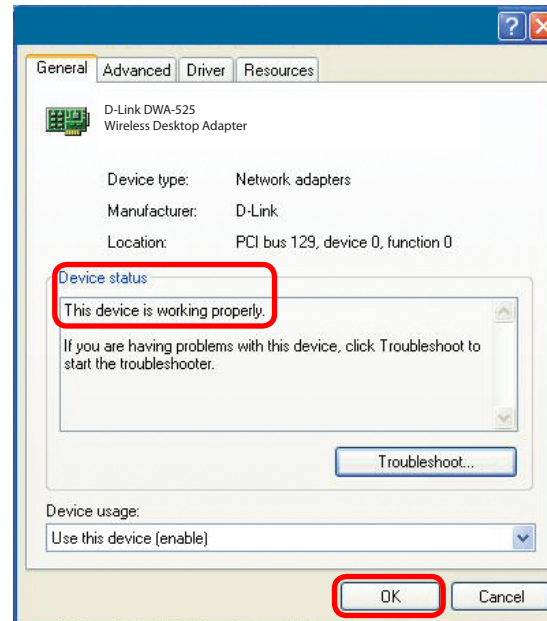 ?
General Advanced Driver Resources
D-Link DWA-525
Wireless Desktop Adapter
Device type: Network adapters
Manufacturer: D-Link
Location: PCI bus 129, device 0, function 0
Device status
This device is working properly.
If you are having problems with this device, click Troubleshoot to
start the troubleshooter.
Troubleshoot...
Device usage:
Use this device (enable)
OK Cancel